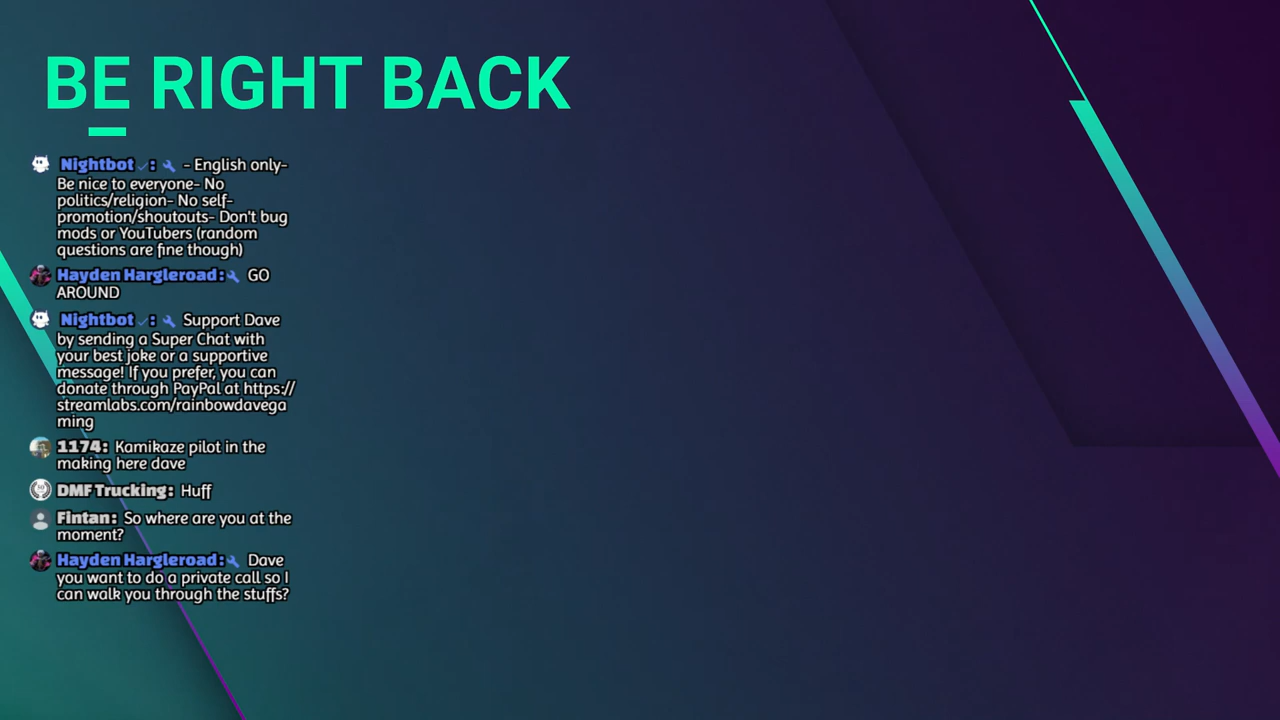 BE RIGHT BACK
Nightbot: - English only-
Be nice to everyone- No
politics/religion- No self-
promotion/shoutouts- Don't bug
mods or YouTubers (random
questions are fine though)
Hayden Hargleroad: GO
AROUND
Nightbot: Support Dave
by sending a Super Chat with
your best joke or a supportive
message! If you prefer, you can
donate through PayPal at https://
streamlabs.com/rainbowdavega
ming
1174: Kamikaze pilot in the
making here dave
DMF Trucking: Huff
Fintan: So where are you at the
moment?
Hayden Hargleroad: Dave
you want to do a private call so I
can walk you through the stuffs?